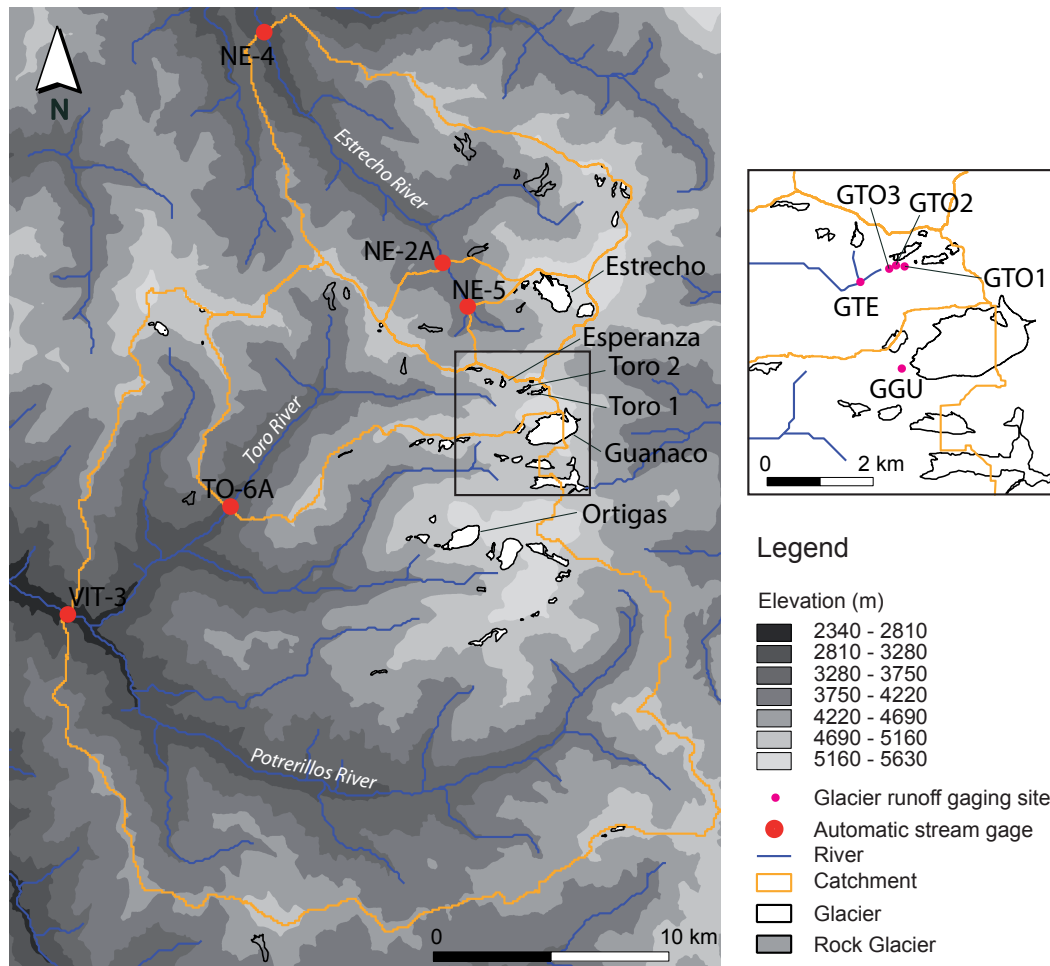 N
NE-4
Estrecho River
NE-2A
NE-5
Estrecho
Esperanza
Toro 2
Toro 1
Guanaco
Toro River
TO-6A
Ortigas
VIT-3
Potrerillos River
0
10 km
GTO3
GTO2
GTO1
GTE
GGU
0
2 km
Legend
Elevation (m)
2340 - 2810
2810 - 3280
3280 - 3750
3750 - 4220
4220 - 4690
4690 - 5160
5160 - 5630
Glacier runoff gaging site
Automatic stream gage
River
Catchment
Glacier
Rock Glacier